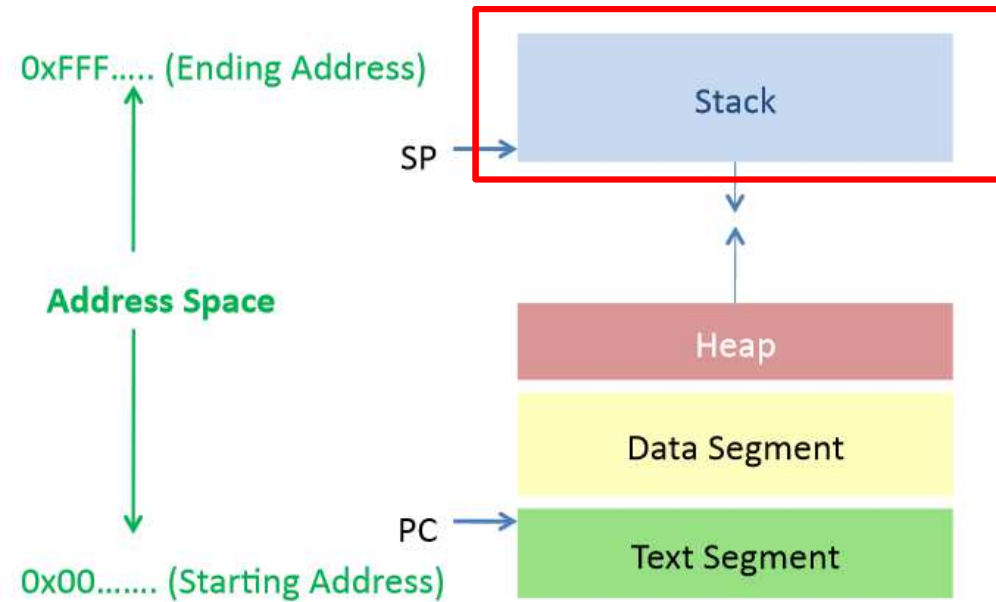 0xFFF..... (Ending Address)
Stack
SP
Address Space
Heap
Data Segment
PC
Text Segment
0x00....... (Starting Address)